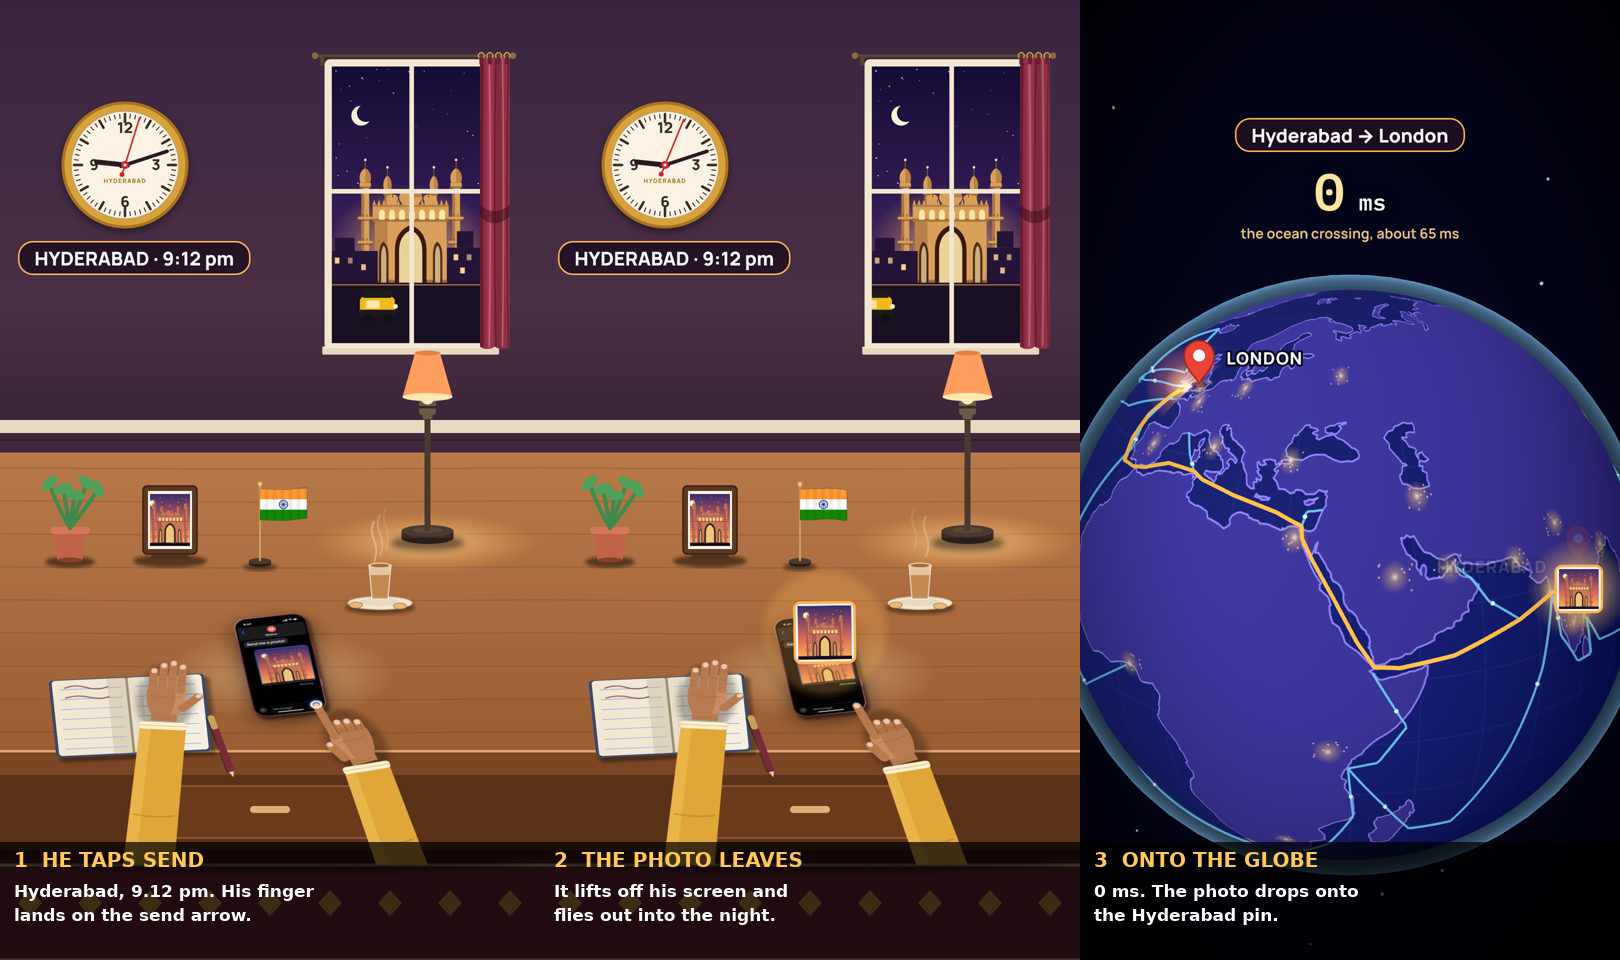 12
9
3
HYDERABAD
6
HYDERABAD · 9:12 pm
Send me a photo!
1 HE TAPS SEND
Hyderabad, 9.12 pm. His finger
lands on the send arrow.
12
9
3
HYDERABAD
6
HYDERABAD · 9:12 pm
2 THE PHOTO LEAVES
It lifts off his screen and
flies out into the night.
Hyderabad → London
0 ms
the ocean crossing, about 65 ms
LONDON
HYDERABAD
3 ONTO THE GLOBE
0 ms. The photo drops onto
the Hyderabad pin.